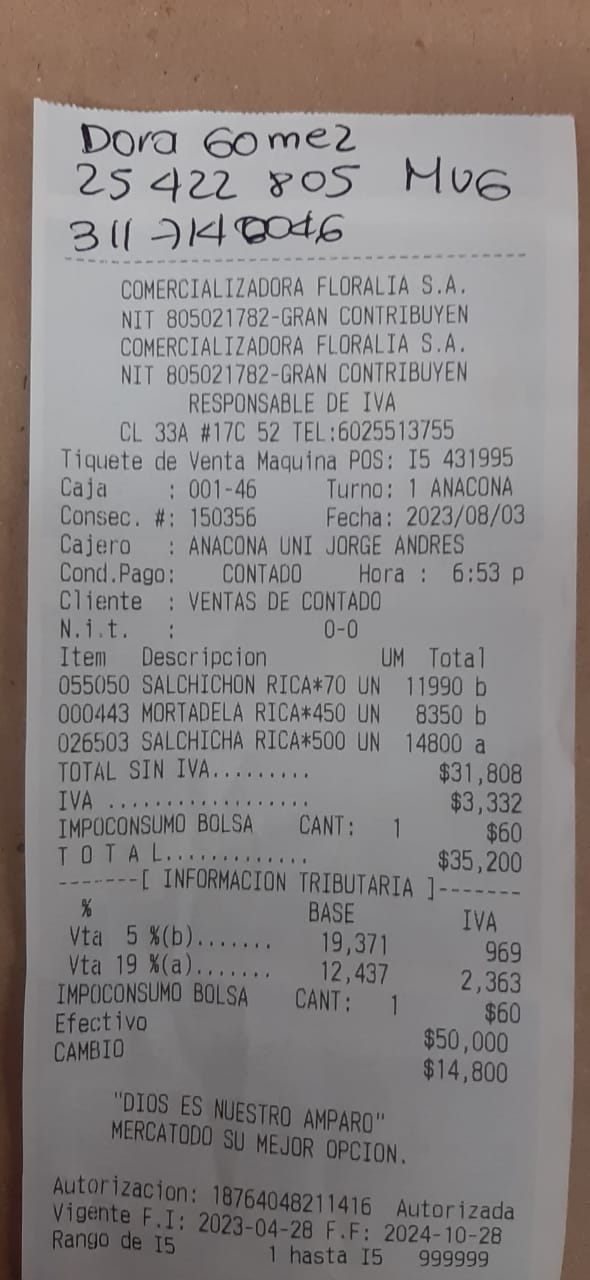 Dora Gomez
25 422 805 MUG
311 7140046
COMERCIALIZADORA FLORALIA S.A.
NIT 805021782-GRAN CONTRIBUYEN
COMERCIALIZADORA FLORALIA S.A.
NIT 805021782-GRAN CONTRIBUYEN
RESPONSABLE DE IVA
CL 33A #17C 52 TEL:6025513755
Tiquete de Venta Maquina POS: I5 431995
Caja : 001-46 Turno: 1 ANACONA
Consec. #: 150356 Fecha: 2023/08/03
Cajero : ANACONA UNI JORGE ANDRES
Cond.Pago: CONTADO Hora : 6:53 p
Cliente : VENTAS DE CONTADO
N.i.t. : 0-0
Item Descripcion UM Total
055050 SALCHICHON RICA*70 UN 11990 b
000443 MORTADELA RICA*450 UN 8350 b
026503 SALCHICHA RICA*500 UN 14800 a
TOTAL SIN IVA......... $31,808
IVA .................. $3,332
IMPOCONSUMO BOLSA CANT: 1 $60
T O T A L............. $35,200
-------[ INFORMACION TRIBUTARIA ]-------
% BASE IVA
Vta 5 %(b)....... 19,371 969
Vta 19 %(a)....... 12,437 2,363
IMPOCONSUMO BOLSA CANT: 1 $60
Efectivo $50,000
CAMBIO $14,800
"DIOS ES NUESTRO AMPARO"
MERCATODO SU MEJOR OPCION.
Autorizacion: 18764048211416 Autorizada
Vigente F.I: 2023-04-28 F.F: 2024-10-28
Rango de I5 1 hasta I5 999999